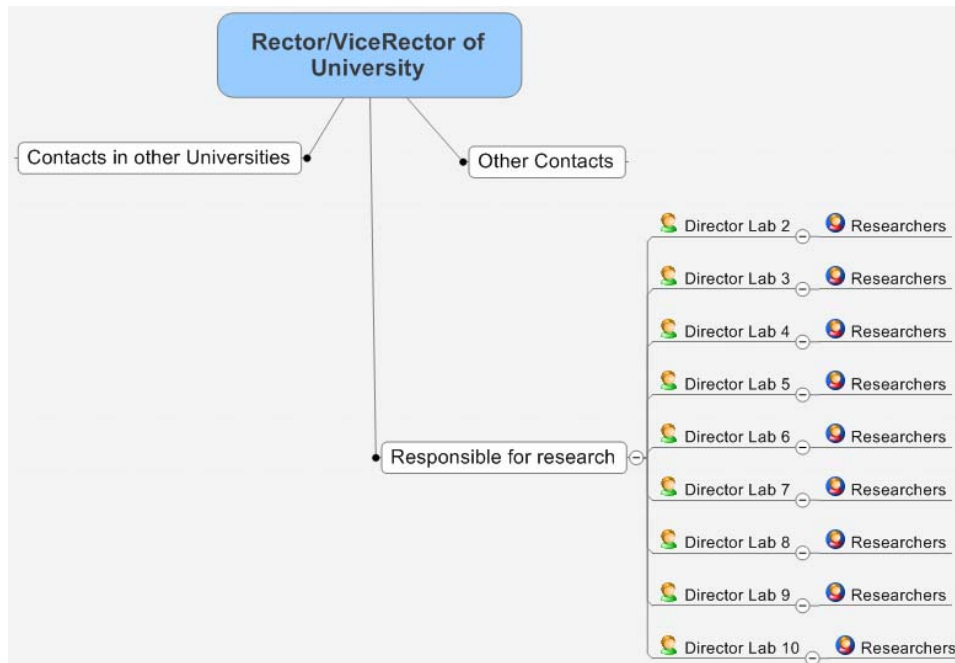 Rector/ViceRector of
University
Contacts in other Universities
Other Contacts
Director Lab 2 Researchers
Director Lab 3 Researchers
Director Lab 4 Researchers
Director Lab 5 Researchers
Director Lab 6 Researchers
Responsible for research
Director Lab 7 Researchers
Director Lab 8 Researchers
Director Lab 9 Researchers
Director Lab 10 Researchers